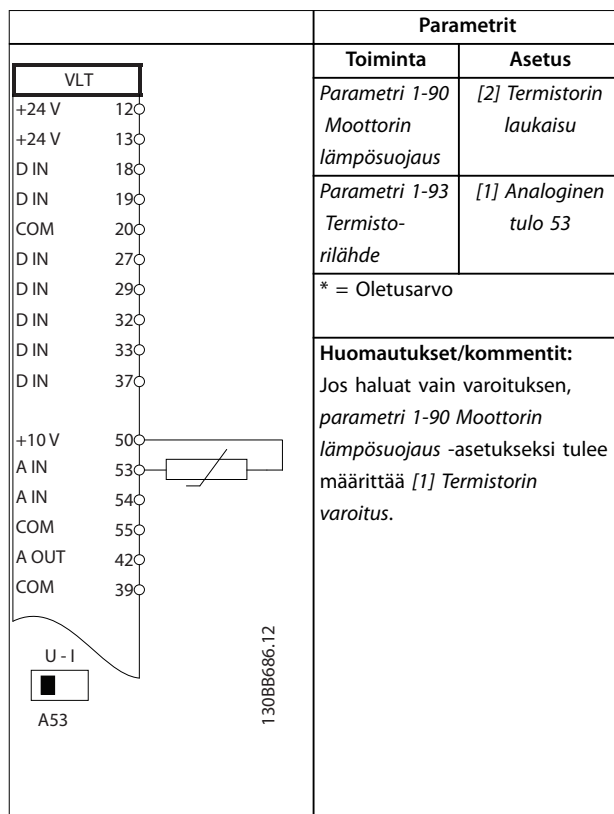 VLT
+24 V 12
+24 V 13
D IN 18
D IN 19
COM 20
D IN 27
D IN 29
D IN 32
D IN 33
D IN 37
+10 V 50
A IN 53
A IN 54
COM 55
A OUT 42
COM 39
U - I
A53
130BB686.12
Parametrit
Toiminta Asetus
Parametri 1-90 [2] Termistorin
Moottorin laukaisu
lämpösuojaus
Parametri 1-93 [1] Analoginen
Termisto- tulo 53
rilähde
* = Oletusarvo
Huomautukset/kommentit:
Jos haluat vain varoituksen,
parametri 1-90 Moottorin
lämpösuojaus -asetukseksi tulee
määrittää [1] Termistorin
varoitus.